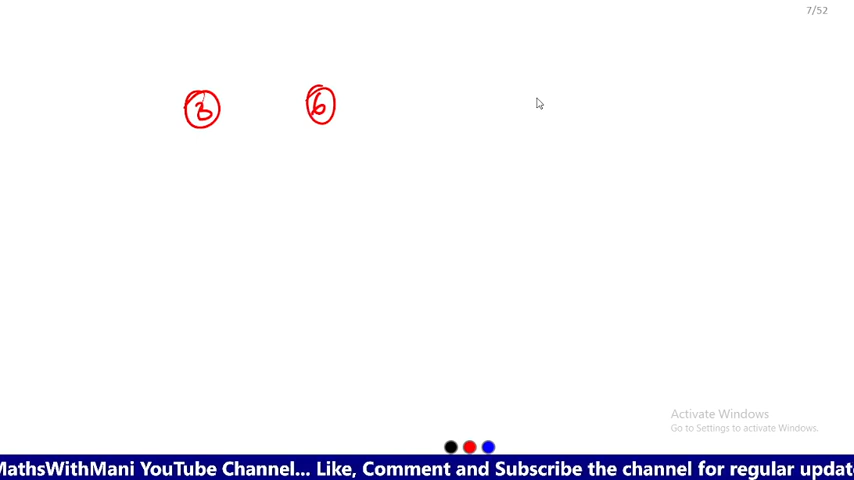 7/52
3 6
Activate Windows
Go to Settings to activate Windows.
MathsWithMani YouTube Channel... Like, Comment and Subscribe the channel for regular updat